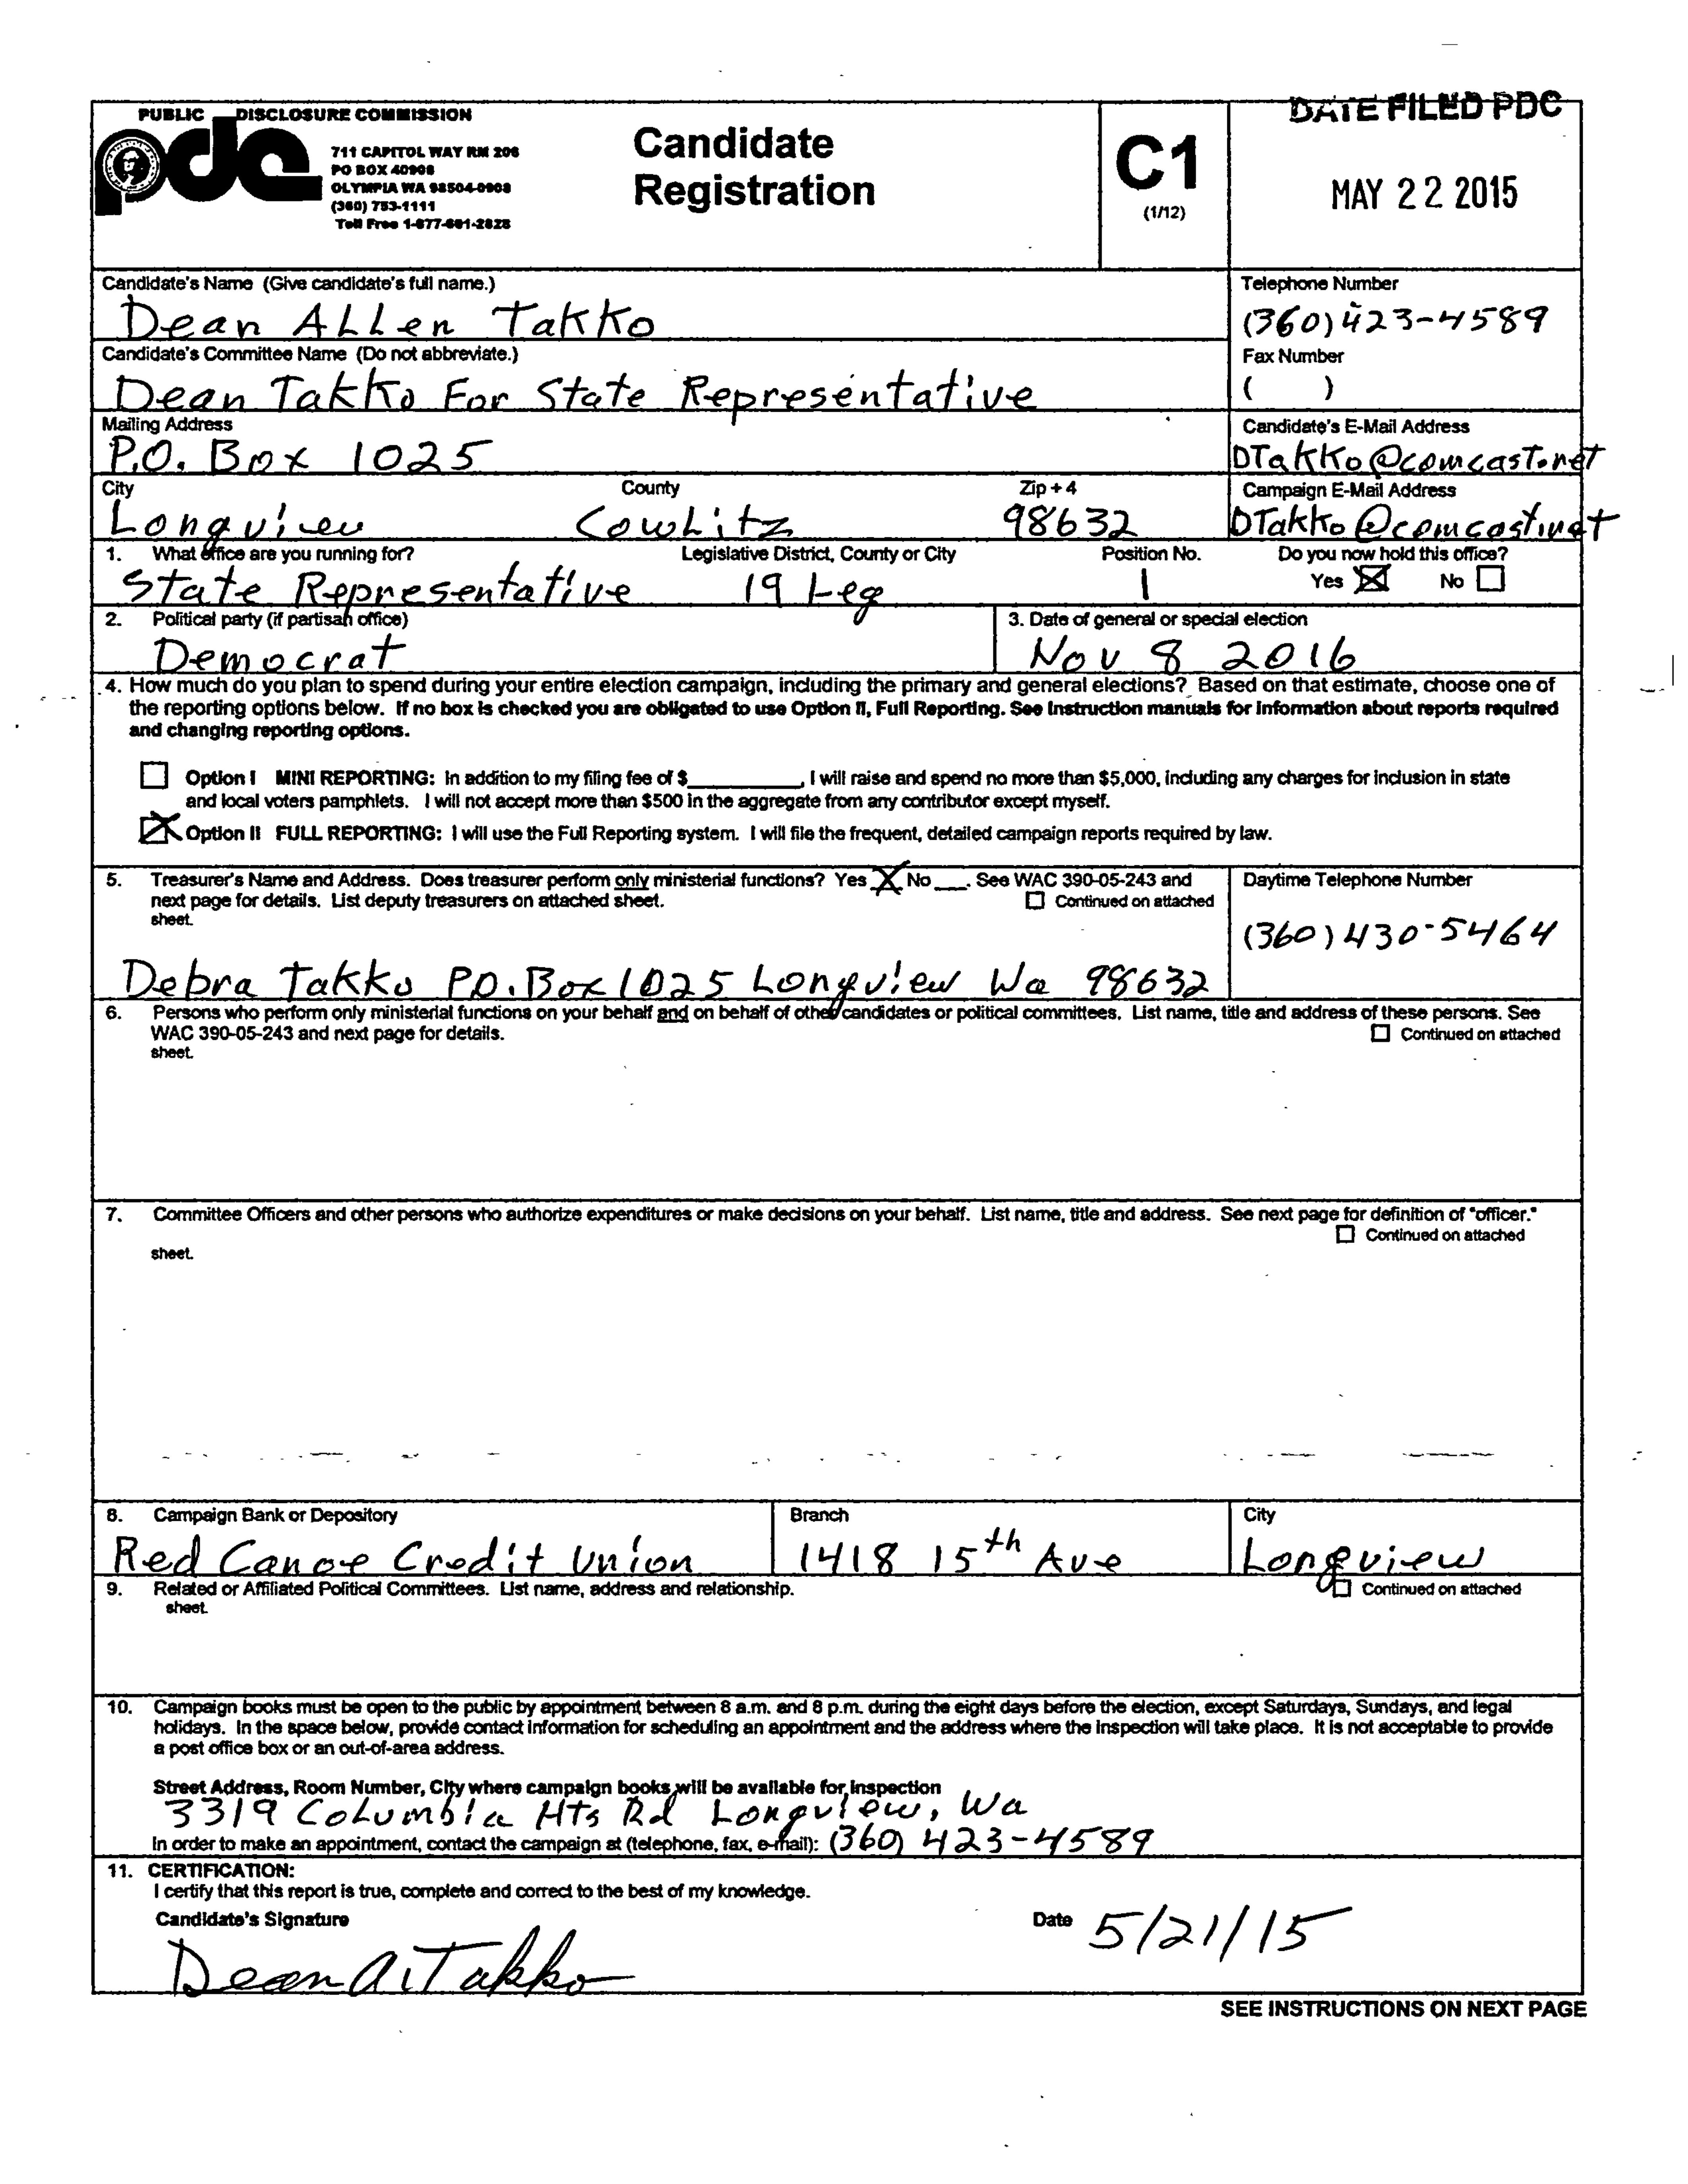 PUBLIC DISCLOSURE COMMISSION
pdc
711 CAPITOL WAY RM 206
PO BOX 40908
OLYMPIA WA 98504-0908
(360) 753-1111
Toll Free 1-877-601-2828
Candidate
Registration
C1
(1/12)
DATE FILED PDC
MAY 22 2015
Candidate's Name (Give candidate's full name.)
Dean ALLen Takko
Telephone Number
(360) 423-4589
Candidate's Committee Name (Do not abbreviate.)
Dean Takko For State Representative
Fax Number
( )
Mailing Address
P.O. Box 1025
Candidate's E-Mail Address
DTakko@comcast.net
City County Zip + 4
Longview Cowlitz 98632
Campaign E-Mail Address
DTakko@comcast.net
1. What office are you running for? Legislative District, County or City Position No. Do you now hold this office?
State Representative 19 Leg 1 Yes ☒ No ☐
2. Political party (if partisan office)
Democrat
3. Date of general or special election
Nov 8 2016
4. How much do you plan to spend during your entire election campaign, including the primary and general elections? Based on that estimate, choose one of
the reporting options below. If no box is checked you are obligated to use Option II, Full Reporting. See instruction manuals for information about reports required
and changing reporting options.
☐ Option I MINI REPORTING: In addition to my filing fee of $__________, I will raise and spend no more than $5,000, including any charges for inclusion in state
and local voters pamphlets. I will not accept more than $500 in the aggregate from any contributor except myself.
☒ Option II FULL REPORTING: I will use the Full Reporting system. I will file the frequent, detailed campaign reports required by law.
5. Treasurer's Name and Address. Does treasurer perform only ministerial functions? Yes X No ___. See WAC 390-05-243 and
next page for details. List deputy treasurers on attached sheet. ☐ Continued on attached
sheet.
Debra Takko P.O. Box 1025 Longview Wa 98632
Daytime Telephone Number
(360) 430-5464
6. Persons who perform only ministerial functions on your behalf and on behalf of other candidates or political committees. List name, title and address of these persons. See
WAC 390-05-243 and next page for details. ☐ Continued on attached
sheet.
7. Committee Officers and other persons who authorize expenditures or make decisions on your behalf. List name, title and address. See next page for definition of "officer."
☐ Continued on attached
sheet.
8. Campaign Bank or Depository Branch City
Red Canoe Credit Union 1418 15th Ave Longview
9. Related or Affiliated Political Committees. List name, address and relationship. ☐ Continued on attached
sheet.
10. Campaign books must be open to the public by appointment between 8 a.m. and 8 p.m. during the eight days before the election, except Saturdays, Sundays, and legal
holidays. In the space below, provide contact information for scheduling an appointment and the address where the inspection will take place. It is not acceptable to provide
a post office box or an out-of-area address.
Street Address, Room Number, City where campaign books will be available for inspection
3319 Columbia Hts Rd Longview, Wa
In order to make an appointment, contact the campaign at (telephone, fax, e-mail): (360) 423-4589
11. CERTIFICATION:
I certify that this report is true, complete and correct to the best of my knowledge.
Candidate's Signature Date 5/21/15
Dean A. Takko
SEE INSTRUCTIONS ON NEXT PAGE